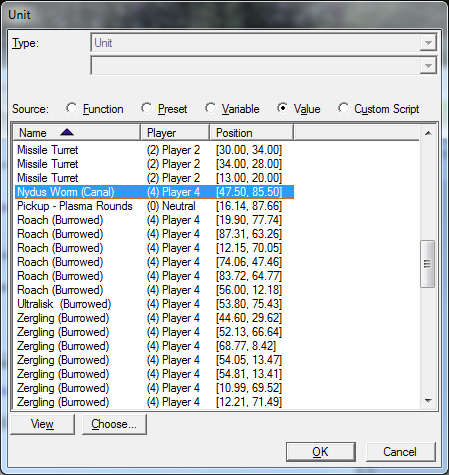 Unit
Type: Unit
Source: Function Preset Variable Value Custom Script
Name Player Position
Missile Turret (2) Player 2 [30.00, 34.00]
Missile Turret (2) Player 2 [34.00, 28.00]
Missile Turret (2) Player 2 [13.00, 20.00]
Nydus Worm (Canal) (4) Player 4 [47.50, 85.50]
Pickup - Plasma Rounds (0) Neutral [16.14, 87.66]
Roach (Burrowed) (4) Player 4 [19.90, 77.74]
Roach (Burrowed) (4) Player 4 [87.31, 63.26]
Roach (Burrowed) (4) Player 4 [12.15, 70.05]
Roach (Burrowed) (4) Player 4 [74.06, 47.46]
Roach (Burrowed) (4) Player 4 [83.72, 64.77]
Roach (Burrowed) (4) Player 4 [56.00, 12.18]
Ultralisk (Burrowed) (4) Player 4 [53.80, 75.43]
Zergling (Burrowed) (4) Player 4 [44.60, 29.62]
Zergling (Burrowed) (4) Player 4 [52.13, 66.64]
Zergling (Burrowed) (4) Player 4 [68.77, 8.42]
Zergling (Burrowed) (4) Player 4 [54.05, 13.47]
Zergling (Burrowed) (4) Player 4 [54.81, 13.41]
Zergling (Burrowed) (4) Player 4 [10.99, 69.52]
Zergling (Burrowed) (4) Player 4 [12.21, 71.49]
View Choose...
OK Cancel